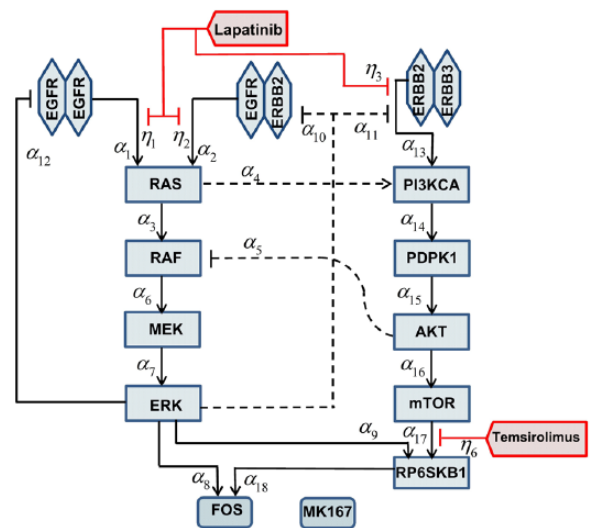 Lapatinib
EGFR
EGFR
EGFR
ERBB2
ERBB2
ERBB3
η3
α12
α1
η1
η2
α2
α10
α11
α13
RAS
α4
PI3KCA
α3
α14
RAF
α5
PDPK1
α6
α15
MEK
AKT
α7
α16
ERK
mTOR
α9
α17
Temsirolimus
η6
RP6SKB1
α8
α18
FOS
MK167